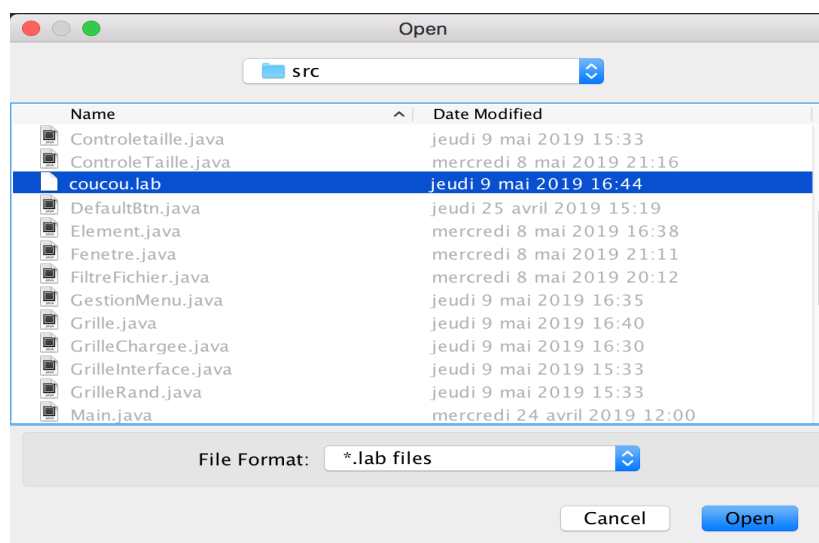 Open
src
Name Date Modified
Controletaille.java jeudi 9 mai 2019 15:33
ControleTaille.java mercredi 8 mai 2019 21:16
coucou.lab jeudi 9 mai 2019 16:44
DefaultBtn.java jeudi 25 avril 2019 15:19
Element.java mercredi 8 mai 2019 16:38
Fenetre.java mercredi 8 mai 2019 21:11
FiltreFichier.java mercredi 8 mai 2019 20:12
GestionMenu.java jeudi 9 mai 2019 16:35
Grille.java jeudi 9 mai 2019 16:40
GrilleChargee.java jeudi 9 mai 2019 16:30
GrilleInterface.java jeudi 9 mai 2019 15:33
GrilleRand.java jeudi 9 mai 2019 15:33
Main.java mercredi 24 avril 2019 12:00
File Format: *.lab files
Cancel Open